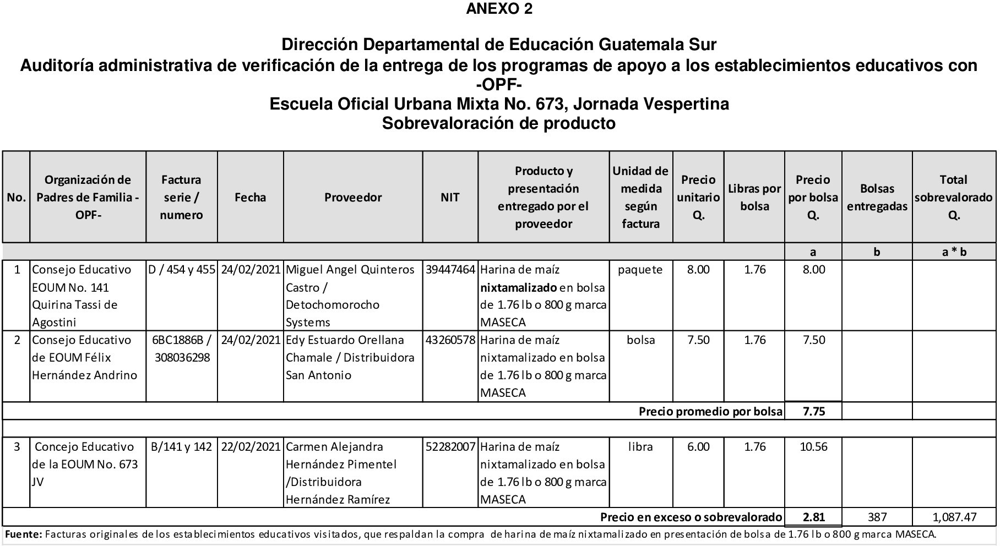 ANEXO 2
Dirección Departamental de Educación Guatemala Sur
Auditoría administrativa de verificación de la entrega de los programas de apoyo a los establecimientos educativos con
-OPF-
Escuela Oficial Urbana Mixta No. 673, Jornada Vespertina
Sobrevaloración de producto
No.
Organización de
Padres de Familia -
OPF-
Factura
serie /
numero
Fecha
Proveedor
NIT
Producto y
presentación
entregado por el
proveedor
Unidad de
medida
según
factura
Precio
unitario
Q.
Libras por
bolsa
Precio
por bolsa
Q.
Bolsas
entregadas
Total
sobrevalorado
Q.
a
b
a * b
1
Consejo Educativo
EOUM No. 141
Quirina Tassi de
Agostini
D / 454 y 455
24/02/2021
Miguel Angel Quinteros
Castro /
Detochomorocho
Systems
39447464
Harina de maíz
nixtamalizado en bolsa
de 1.76 lb o 800 g marca
MASECA
paquete
8.00
1.76
8.00
2
Consejo Educativo
de EOUM Félix
Hernández Andrino
6BC1886B /
308036298
24/02/2021
Edy Estuardo Orellana
Chamale / Distribuidora
San Antonio
43260578
Harina de maíz
nixtamalizado en bolsa
de 1.76 lb o 800 g marca
MASECA
bolsa
7.50
1.76
7.50
Precio promedio por bolsa
7.75
3
Concejo Educativo
de la EOUM No. 673
JV
B/141 y 142
22/02/2021
Carmen Alejandra
Hernández Pimentel
/Distribuidora
Hernández Ramírez
52282007
Harina de maíz
nixtamalizado en bolsa
de 1.76 lb o 800 g marca
MASECA
libra
6.00
1.76
10.56
Precio en exceso o sobrevalorado
2.81
387
1,087.47
Fuente: Facturas originales de los establecimientos educativos visitados, que respaldan la compra de harina de maíz nixtamalizado en presentación de bolsa de 1.76 lb o 800 g marca MASECA.